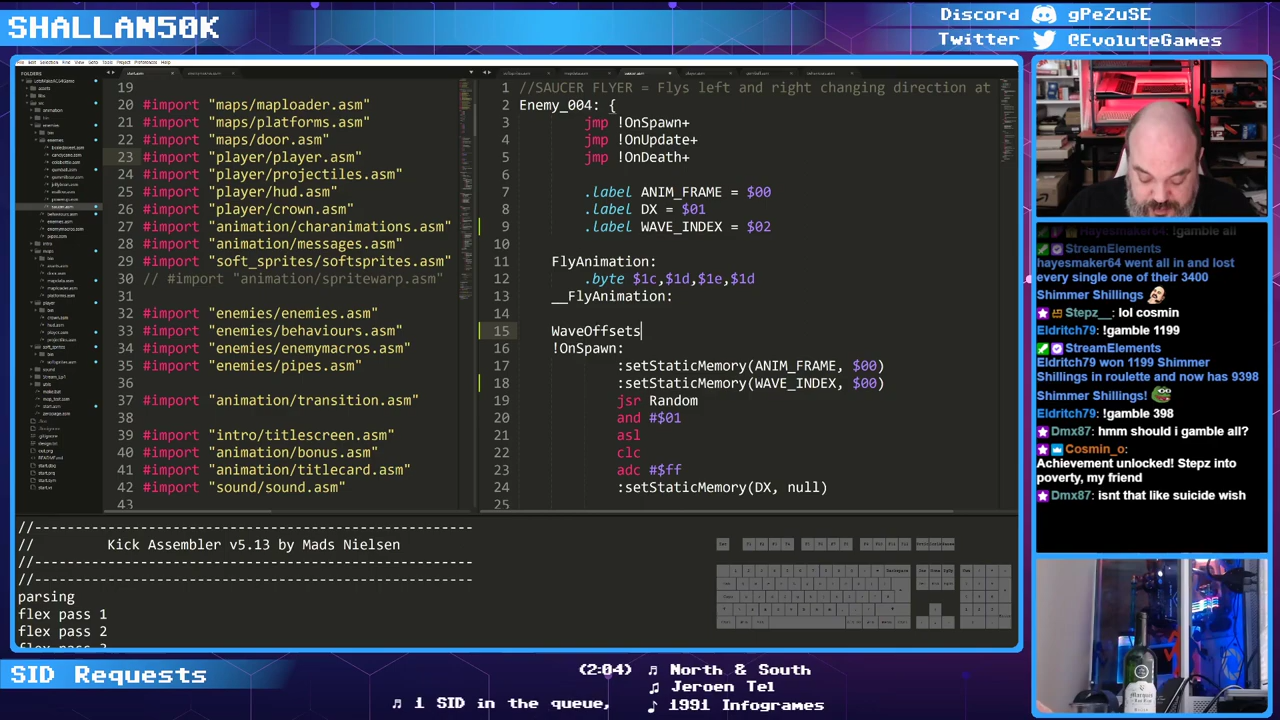 SHALLAN50K
Discord gPeZuSE
Twitter @EvoluteGames
FOLDERS
19
20 #import "maps/maploader.asm"
21 #import "maps/platforms.asm"
22 #import "maps/door.asm"
23 #import "player/player.asm"
24 #import "player/projectiles.asm"
25 #import "player/hud.asm"
26 #import "player/crown.asm"
27 #import "animation/charanimations.asm"
28 #import "animation/messages.asm"
29 #import "soft_sprites/softsprites.asm"
30 // #import "animation/spritewarp.asm"
31
32 #import "enemies/enemies.asm"
33 #import "enemies/behaviours.asm"
34 #import "enemies/enemymacros.asm"
35 #import "enemies/pipes.asm"
36
37 #import "animation/transition.asm"
38
39 #import "intro/titlescreen.asm"
40 #import "animation/bonus.asm"
41 #import "animation/titlecard.asm"
42 #import "sound/sound.asm"
43
1 //SAUCER FLYER = Flys left and right changing direction at
2 Enemy_004: {
3 jmp !OnSpawn+
4 jmp !OnUpdate+
5 jmp !OnDeath+
6
7 .label ANIM_FRAME = $00
8 .label DX = $01
9 .label WAVE_INDEX = $02
10
11 FlyAnimation:
12 .byte $1c,$1d,$1e,$1d
13 __FlyAnimation:
14
15 WaveOffsets
16 !OnSpawn:
17 :setStaticMemory(ANIM_FRAME, $00)
18 :setStaticMemory(WAVE_INDEX, $00)
19 jsr Random
20 and #$01
21 asl
22 clc
23 adc #$ff
24 :setStaticMemory(DX, null)
25
//----------------------------------------------------
// Kick Assembler v5.13 by Mads Nielsen
//----------------------------------------------------
//----------------------------------------------------
parsing
flex pass 1
flex pass 2
flex pass 3
Hayesmaker64: !gamble all
StreamElements
hayesmaker64 went all in and lost
every single one of their 3400
Shimmer Shillings
Stepz__: lol cosmin
Eldritch79: !gamble 1199
StreamElements
Eldritch79 won 1199 Shimmer
Shillings in roulette and now has 9398
Shimmer Shillings!
Eldritch79: !gamble 398
Dmx87: hmm should i gamble all?
Cosmin_o:
Achievement unlocked! Stepz into
poverty, my friend
Dmx87: isnt that like suicide wish
SID Requests
(2:04) ♬ North & South
♫ Jeroen Tel
♪ 1991 Infogrames
♬ 1 SID in the queue